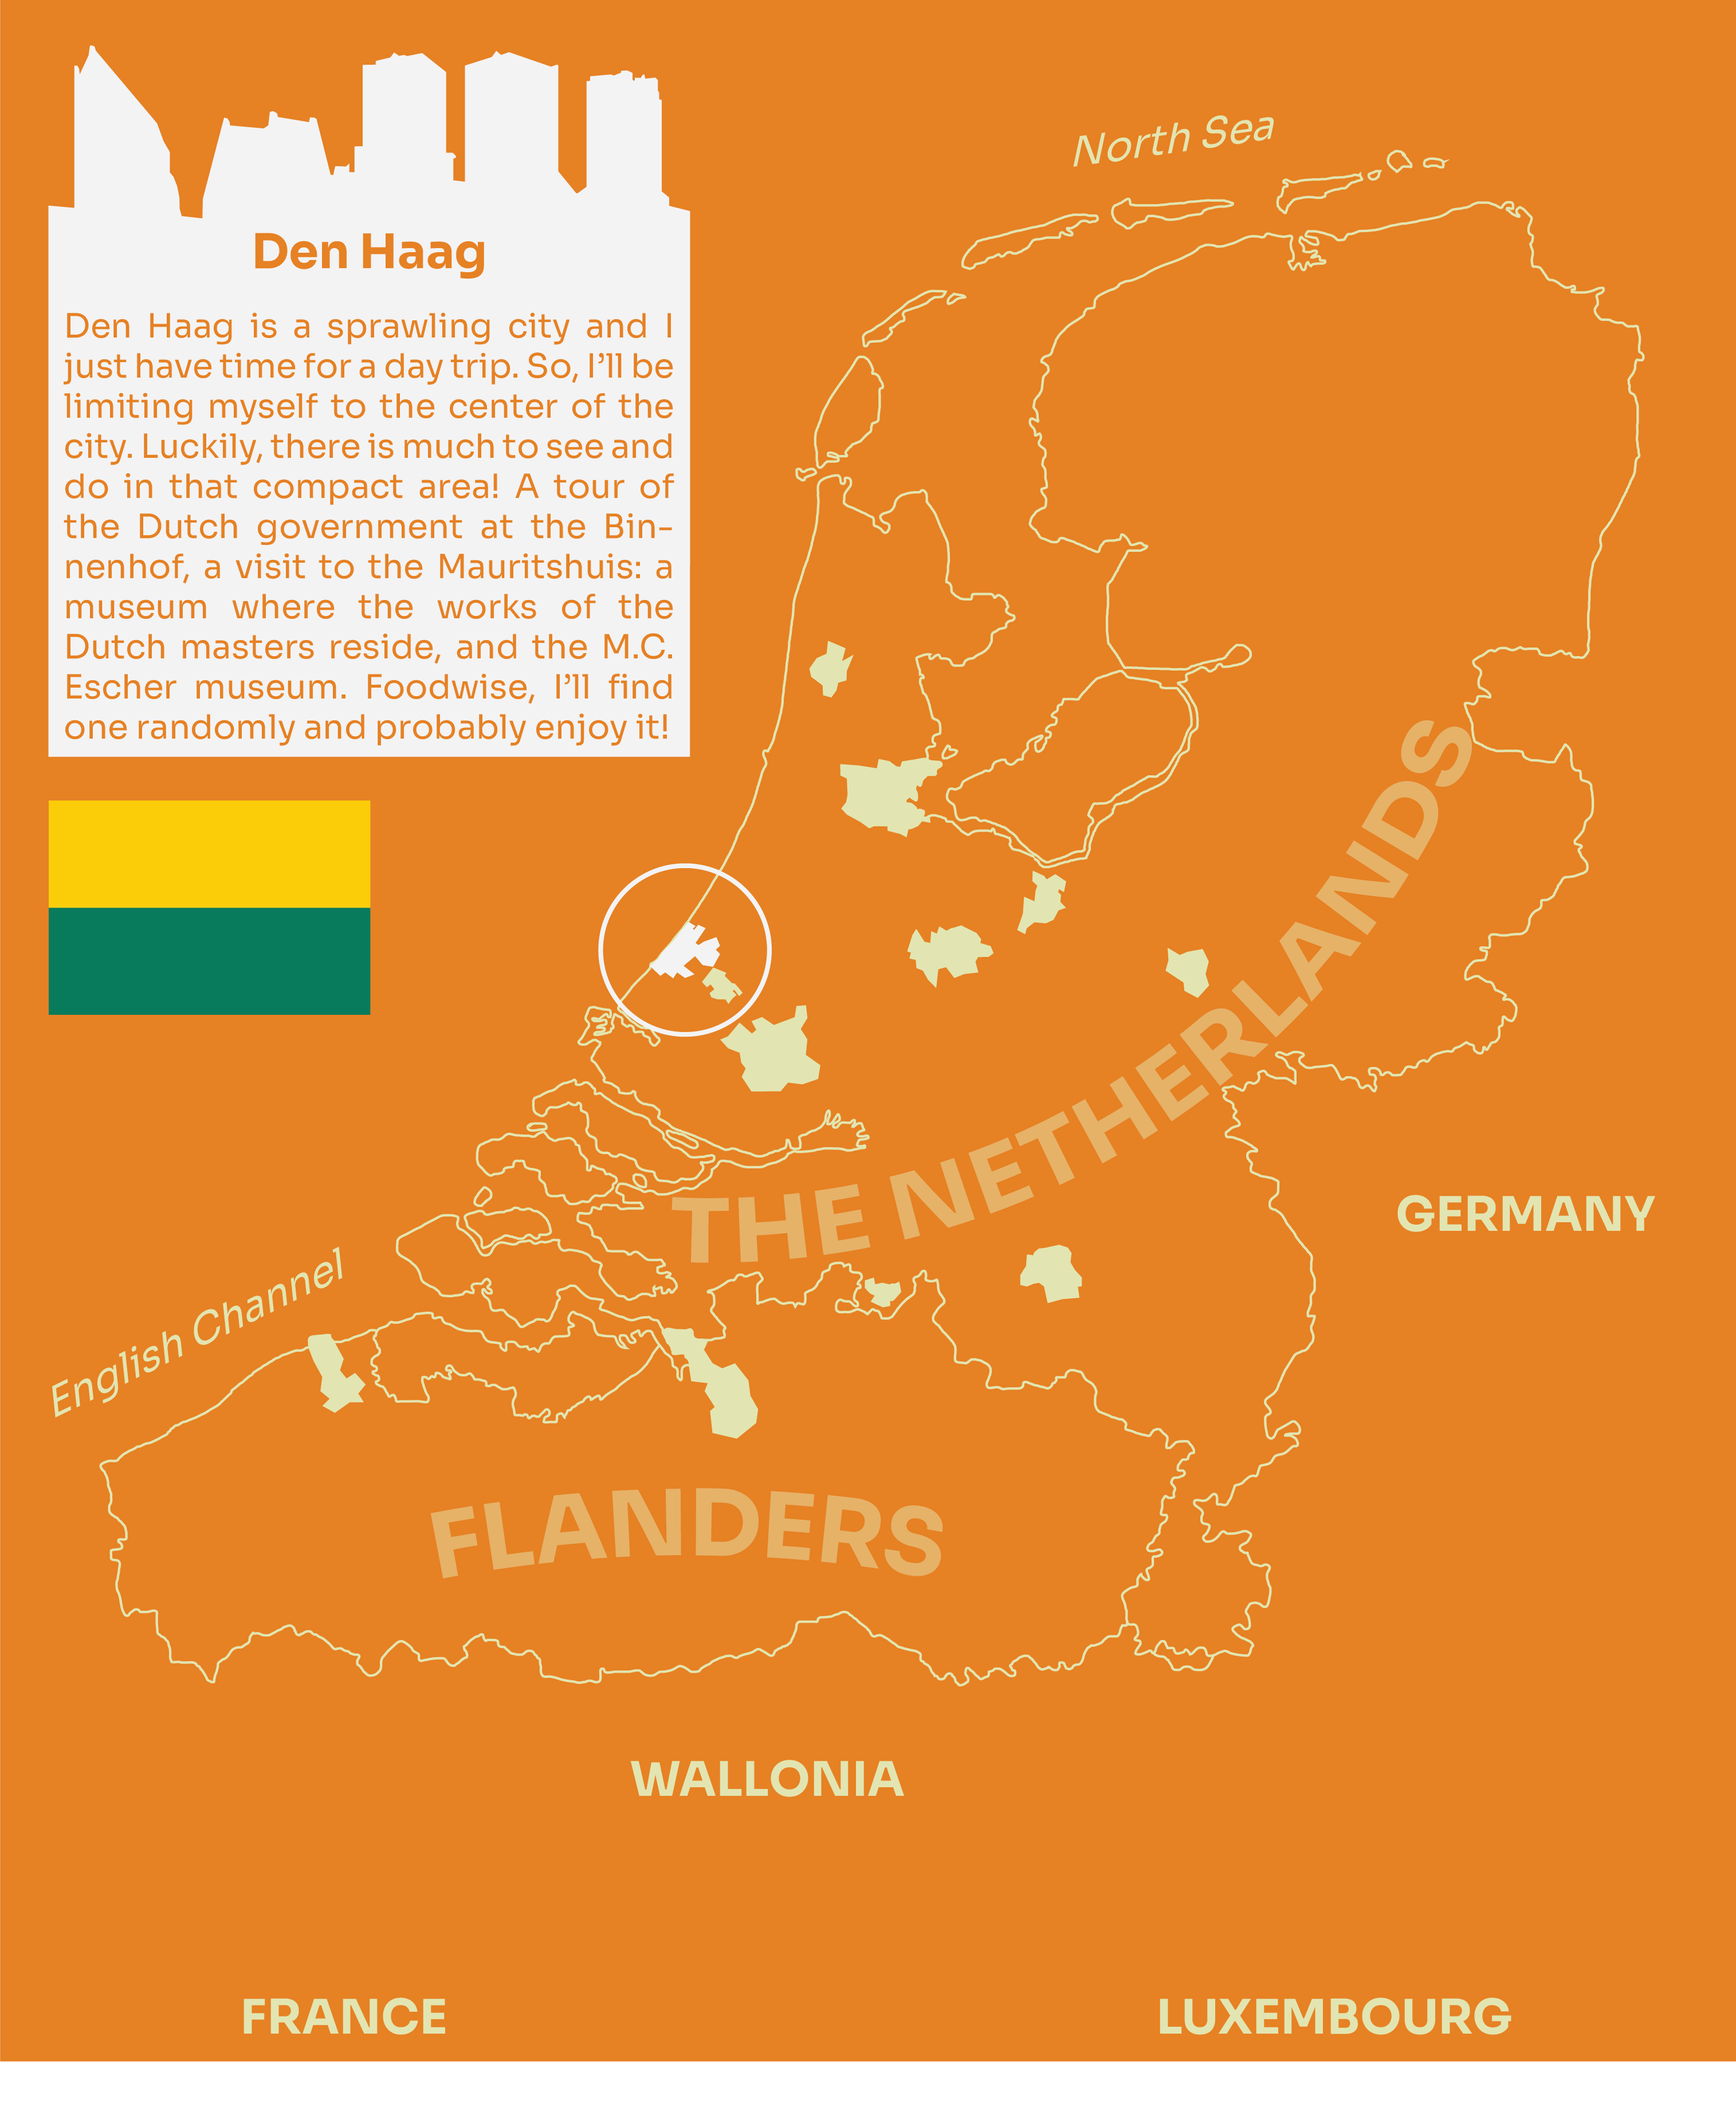 Den Haag
Den Haag is a sprawling city and I
just have time for a day trip. So, I’ll be
limiting myself to the center of the
city. Luckily, there is much to see and
do in that compact area! A tour of
the Dutch government at the Bin-
nenhof, a visit to the Mauritshuis: a
museum where the works of the
Dutch masters reside, and the M.C.
Escher museum. Foodwise, I’ll find
one randomly and probably enjoy it!
North Sea
THE NETHERLANDS
GERMANY
English Channel
FLANDERS
WALLONIA
FRANCE
LUXEMBOURG